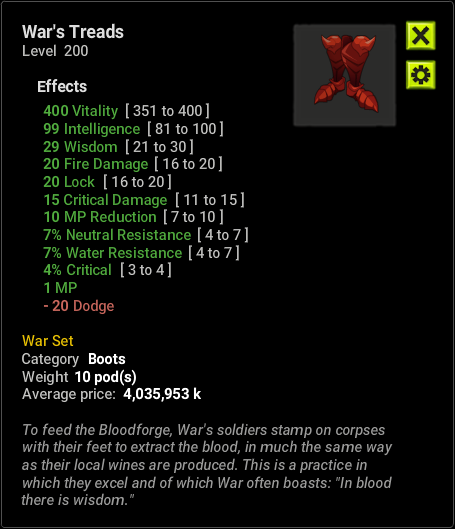 War's Treads
Level 200
Effects
400 Vitality [ 351 to 400 ]
99 Intelligence [ 81 to 100 ]
29 Wisdom [ 21 to 30 ]
20 Fire Damage [ 16 to 20 ]
20 Lock [ 16 to 20 ]
15 Critical Damage [ 11 to 15 ]
10 MP Reduction [ 7 to 10 ]
7% Neutral Resistance [ 4 to 7 ]
7% Water Resistance [ 4 to 7 ]
4% Critical [ 3 to 4 ]
1 MP
- 20 Dodge
War Set
Category Boots
Weight 10 pod(s)
Average price: 4,035,953 k
To feed the Bloodforge, War's soldiers stamp on corpses
with their feet to extract the blood, in much the same way
as their local wines are produced. This is a practice in
which they excel and of which War often boasts: "In blood
there is wisdom."